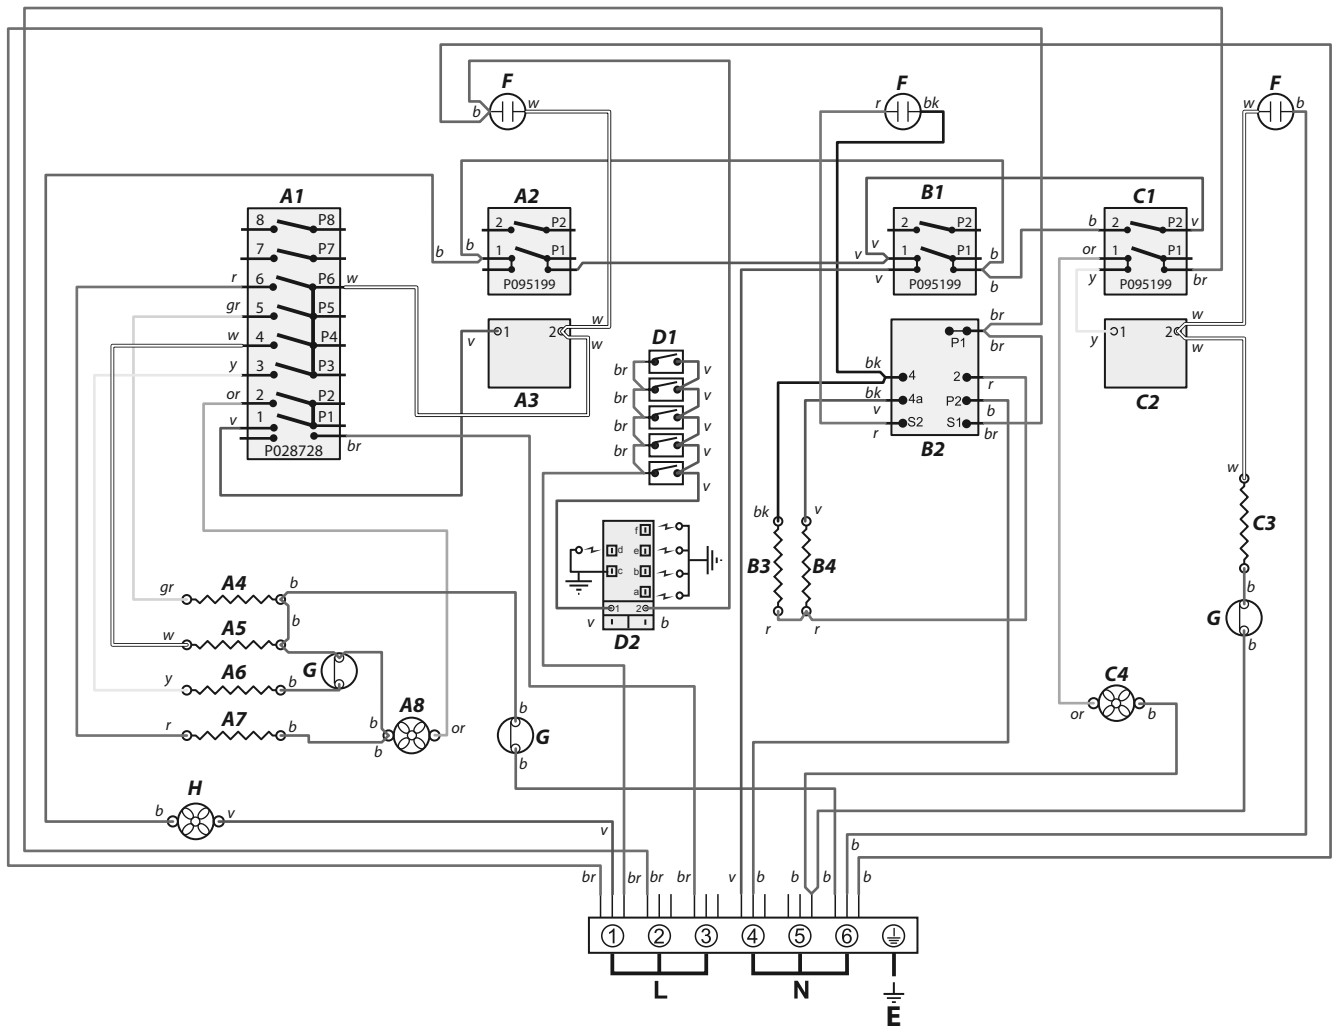 F F F
b w r bk w b
A1 A2 B1 C1
8 P8
7 P7
r 6 P6 w
gr 5 P5
w 4 P4
y 3 P3
or 2 P2
v 1 P1
P028728 br
2 P2
b b 1 P1
P095199
2 P2
v v 1 P1 b
v b
P095199
b 2 P2 v
or 1 P1
y br
P095199
v 1 2 w
w
A3
D1
br v
br v
br v
br v
v
P1 br
br
bk 4 2 r
bk 4a P2 b
v
r S2 S1 br
B2
y 1 2 w
w
C2
w
C3
b
G
b
bk v
B3 B4
r r
f
d e
c b
a
1 2
v b
D2
gr A4 b
b
w A5
G
y A6 b
r A7 b
b A8 or
b
b
G
b
C4
or b
H
b v
v
br br br br v b b b b b
1 2 3 4 5 6
L N E